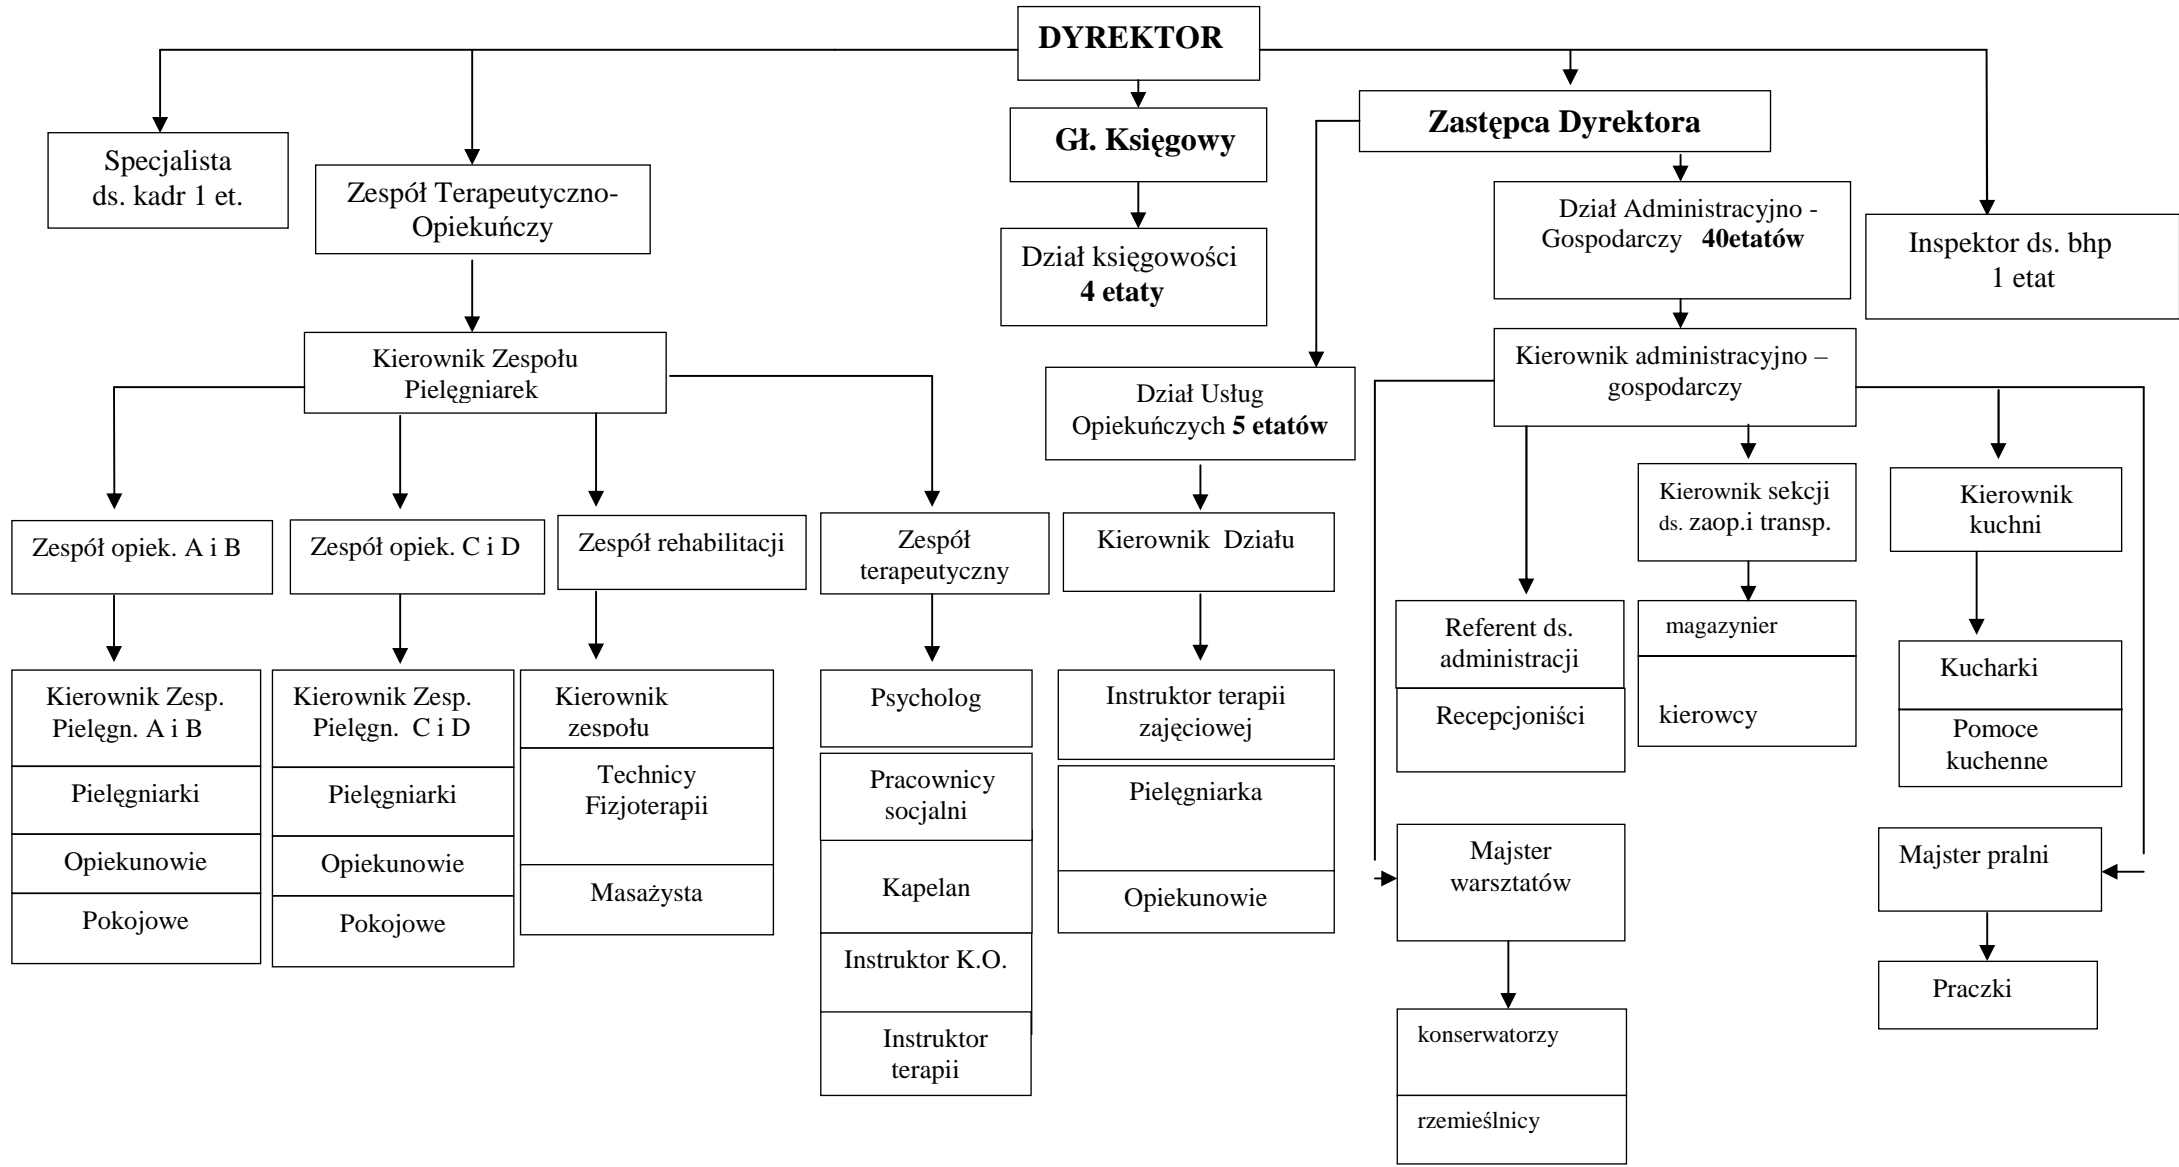 DYREKTOR
Specjalista
ds. kadr 1 et.
Zespół Terapeutyczno-
Opiekuńczy
Gł. Księgowy
Dział księgowości
4 etaty
Zastępca Dyrektora
Dział Administracyjno -
Gospodarczy 40etatów
Inspektor ds. bhp
1 etat
Kierownik Zespołu
Pielęgniarek
Dział Usług
Opiekuńczych 5 etatów
Kierownik administracyjno –
gospodarczy
Zespół opiek. A i B
Zespół opiek. C i D
Zespół rehabilitacji
Zespół
terapeutyczny
Kierownik Działu
Kierownik sekcji
ds. zaop.i transp.
Kierownik
kuchni
Kierownik Zesp.
Pielęgn. A i B
Pielęgniarki
Opiekunowie
Pokojowe
Kierownik Zesp.
Pielęgn. C i D
Pielęgniarki
Opiekunowie
Pokojowe
Kierownik
zespołu
Technicy
Fizjoterapii
Masażysta
Psycholog
Pracownicy
socjalni
Kapelan
Instruktor K.O.
Instruktor
terapii
Instruktor terapii
zajęciowej
Pielęgniarka
Opiekunowie
Referent ds.
administracji
Recepcjoniści
magazynier
kierowcy
Kucharki
Pomoce
kuchenne
Majster
warsztatów
konserwatorzy
rzemieślnicy
Majster pralni
Praczki